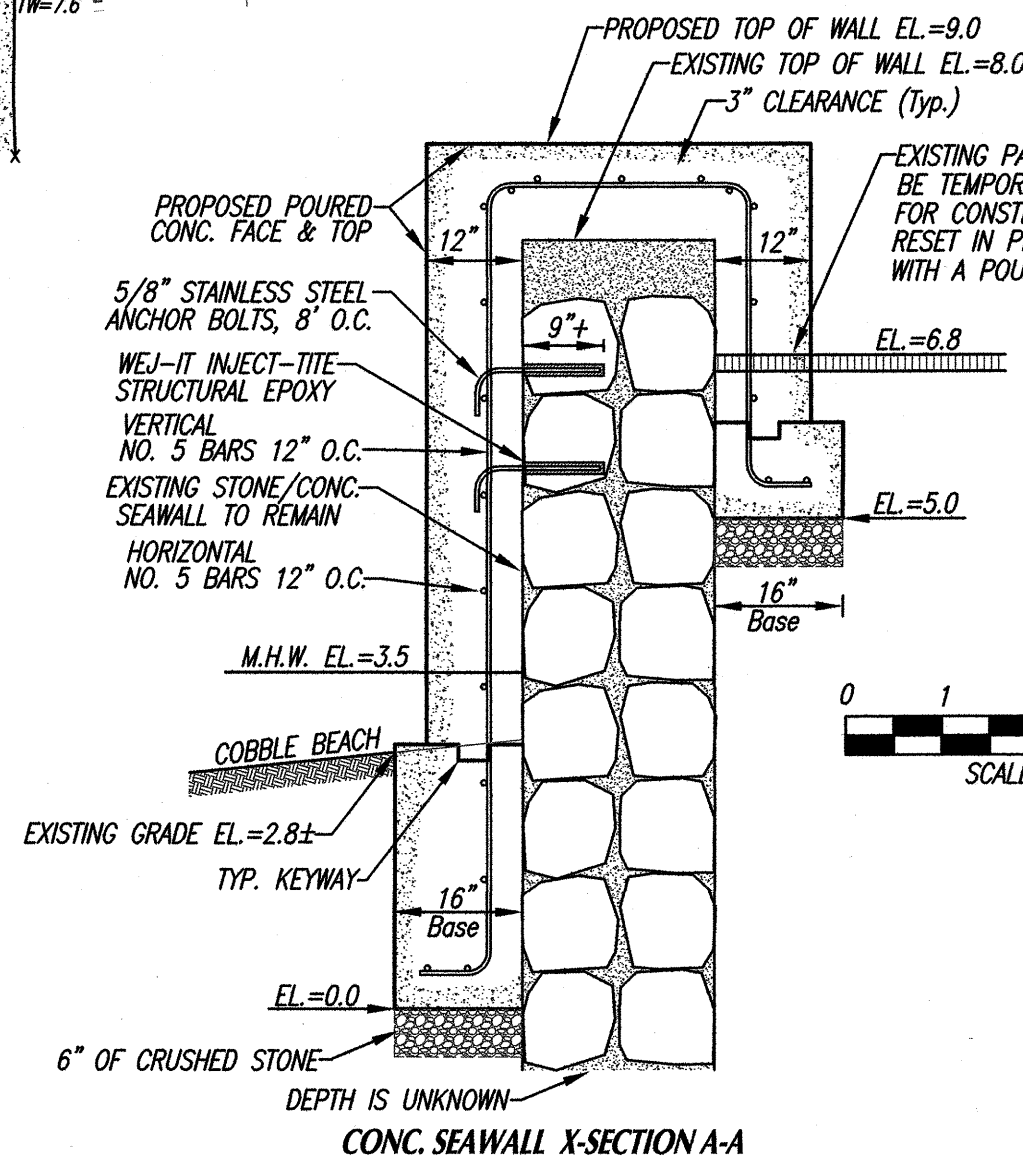 TW=7.6
PROPOSED TOP OF WALL EL.=9.0
EXISTING TOP OF WALL EL.=8.0
3" CLEARANCE (Typ.)
EXISTING PA
BE TEMPOR
FOR CONST
RESET IN P
WITH A POU
PROPOSED POURED
CONC. FACE & TOP
12"
12"
5/8" STAINLESS STEEL
ANCHOR BOLTS, 8' O.C.
9"+
EL.=6.8
WEJ-IT INJECT-TITE
STRUCTURAL EPOXY
VERTICAL
NO. 5 BARS 12" O.C.
EXISTING STONE/CONC.
SEAWALL TO REMAIN
EL.=5.0
HORIZONTAL
NO. 5 BARS 12" O.C.
16"
Base
M.H.W. EL.=3.5
0 1
SCALE
COBBLE BEACH
EXISTING GRADE EL.=2.8±
TYP. KEYWAY
16"
Base
EL.=0.0
6" OF CRUSHED STONE
DEPTH IS UNKNOWN
CONC. SEAWALL X-SECTION A-A